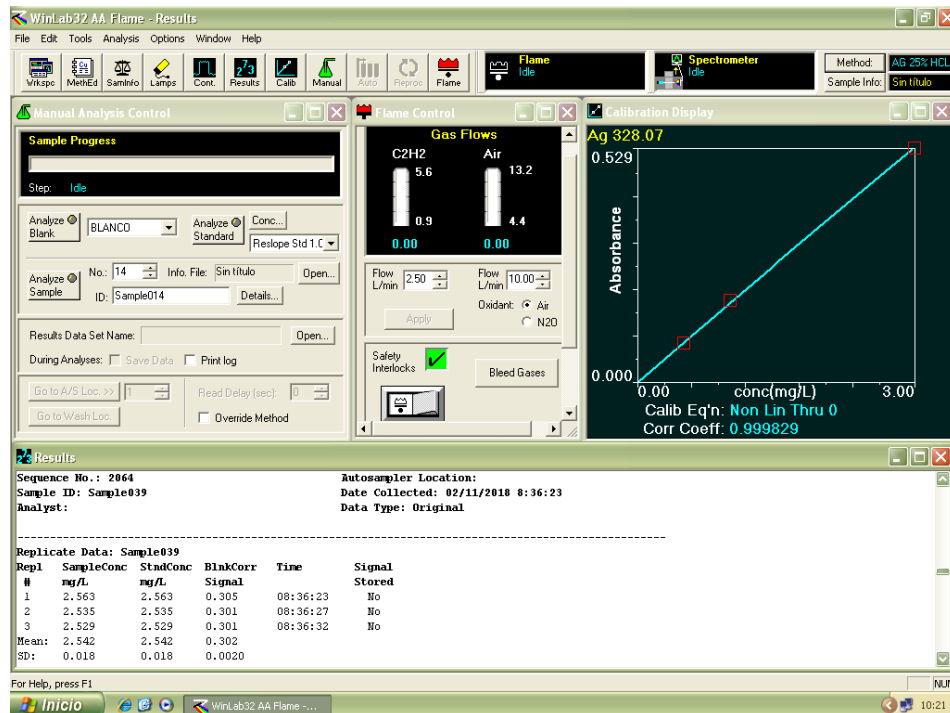 WinLab32 AA Flame - Results
File Edit Tools Analysis Options Window Help
Wrkspc MethEd SamInfo Lamps Cont. Results Calib Manual Auto Reproc Flame
Flame
Idle
Spectrometer
Idle
Method: AG 25% HCL
Sample Info: Sin título
Manual Analysis Control
Sample Progress
Step: Idle
Analyze Blank
BLANCO
Analyze Standard
Conc...
Reslope Std 1.0
Analyze Sample
No.: 14 Info. File: Sin título Open...
ID: Sample014 Details...
Results Data Set Name: Open...
During Analyses: Save Data Print log
Go to A/S Loc. >> 1 Read Delay (sec): 0
Go to Wash Loc. Override Method
Flame Control
Gas Flows
C2H2 Air
5.6 13.2
0.9 4.4
0.00 0.00
Flow L/min 2.50 Flow L/min 10.00
Oxidant: Air
Apply N2O
Safety Interlocks
Bleed Gases
Calibration Display
Ag 328.07
0.529
Absorbance
0.000
0.00 conc(mg/L) 3.00
Calib Eq'n: Non Lin Thru 0
Corr Coeff: 0.999829
Results
Sequence No.: 2064 Autosampler Location:
Sample ID: Sample039 Date Collected: 02/11/2018 8:36:23
Analyst: Data Type: Original
Replicate Data: Sample039
Repl SampleConc StndConc BlnkCorr Time Signal
# mg/L mg/L Signal Stored
1 2.563 2.563 0.305 08:36:23 No
2 2.535 2.535 0.301 08:36:27 No
3 2.529 2.529 0.301 08:36:32 No
Mean: 2.542 2.542 0.302
SD: 0.018 0.018 0.0020
For Help, press F1 NUM
Inicio WinLab32 AA Flame -... 10:21